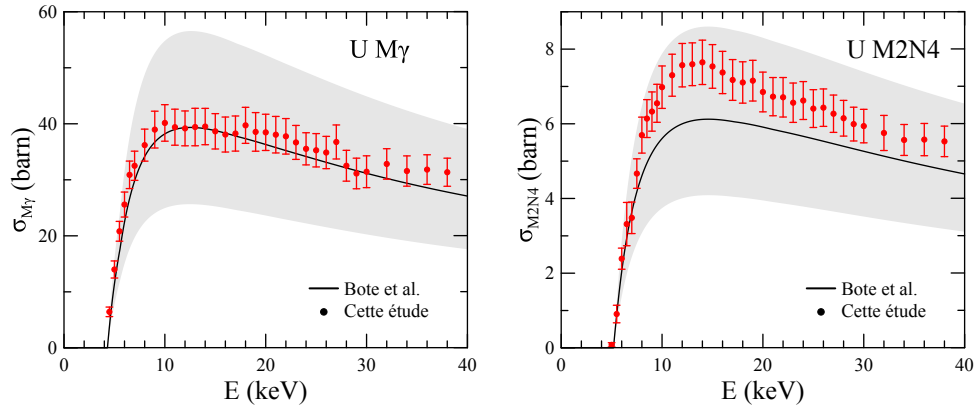 60
40
20
0
σMγ (barn)
U Mγ
Bote et al.
Cette étude
0 10 20 30 40
E (keV)
8
6
4
2
0
σM2N4 (barn)
U M2N4
Bote et al.
Cette étude
0 10 20 30 40
E (keV)